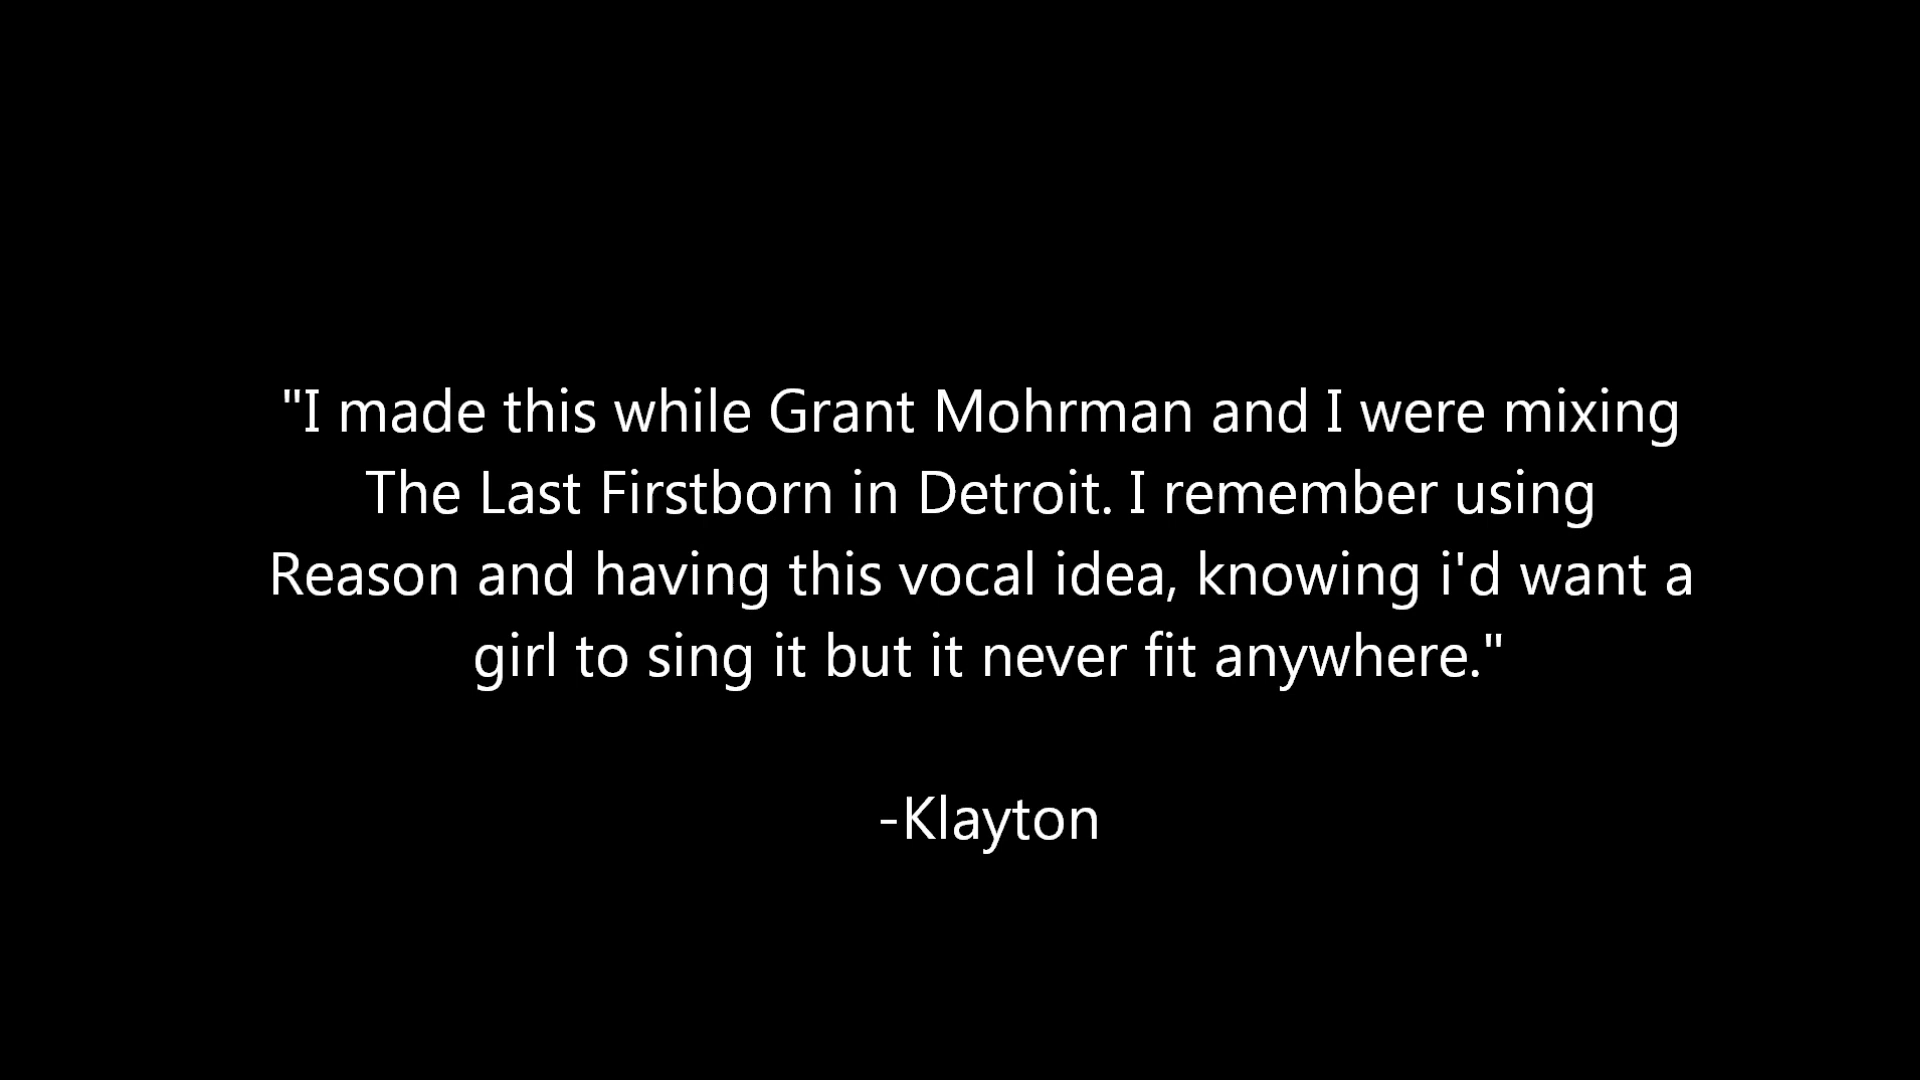 "I made this while Grant Mohrman and I were mixing
The Last Firstborn in Detroit. I remember using
Reason and having this vocal idea, knowing i'd want a
girl to sing it but it never fit anywhere."
-Klayton